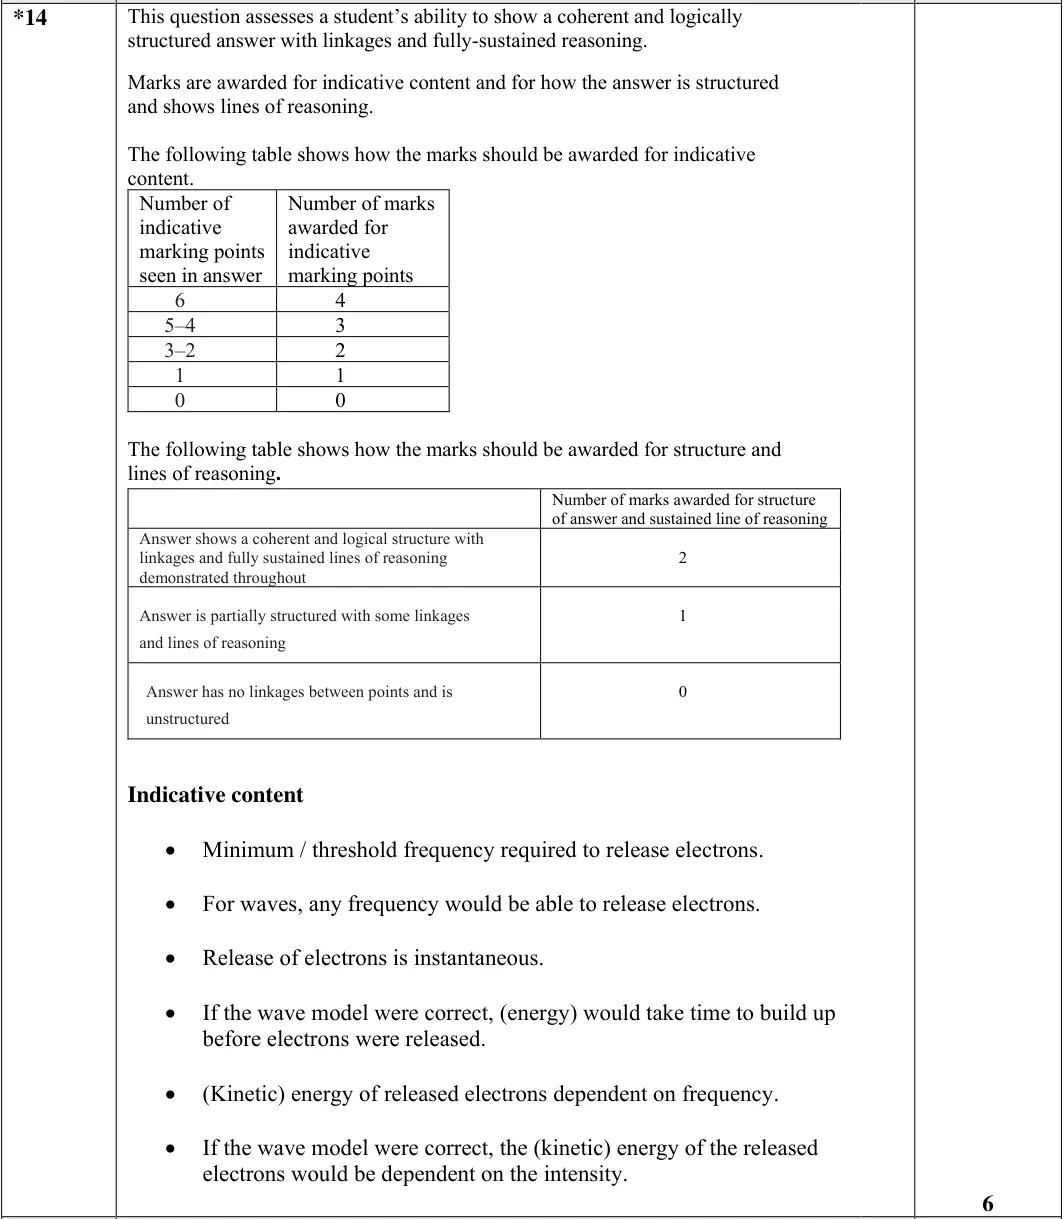 *14
This question assesses a student’s ability to show a coherent and logically
structured answer with linkages and fully-sustained reasoning.
Marks are awarded for indicative content and for how the answer is structured
and shows lines of reasoning.
The following table shows how the marks should be awarded for indicative
content.
Number of
indicative
marking points
seen in answer
Number of marks
awarded for
indicative
marking points
6 4
5–4 3
3–2 2
1 1
0 0
The following table shows how the marks should be awarded for structure and
lines of reasoning.
Number of marks awarded for structure
of answer and sustained line of reasoning
Answer shows a coherent and logical structure with
linkages and fully sustained lines of reasoning
demonstrated throughout
2
Answer is partially structured with some linkages
and lines of reasoning
1
Answer has no linkages between points and is
unstructured
0
Indicative content
• Minimum / threshold frequency required to release electrons.
• For waves, any frequency would be able to release electrons.
• Release of electrons is instantaneous.
• If the wave model were correct, (energy) would take time to build up
before electrons were released.
• (Kinetic) energy of released electrons dependent on frequency.
• If the wave model were correct, the (kinetic) energy of the released
electrons would be dependent on the intensity.
6